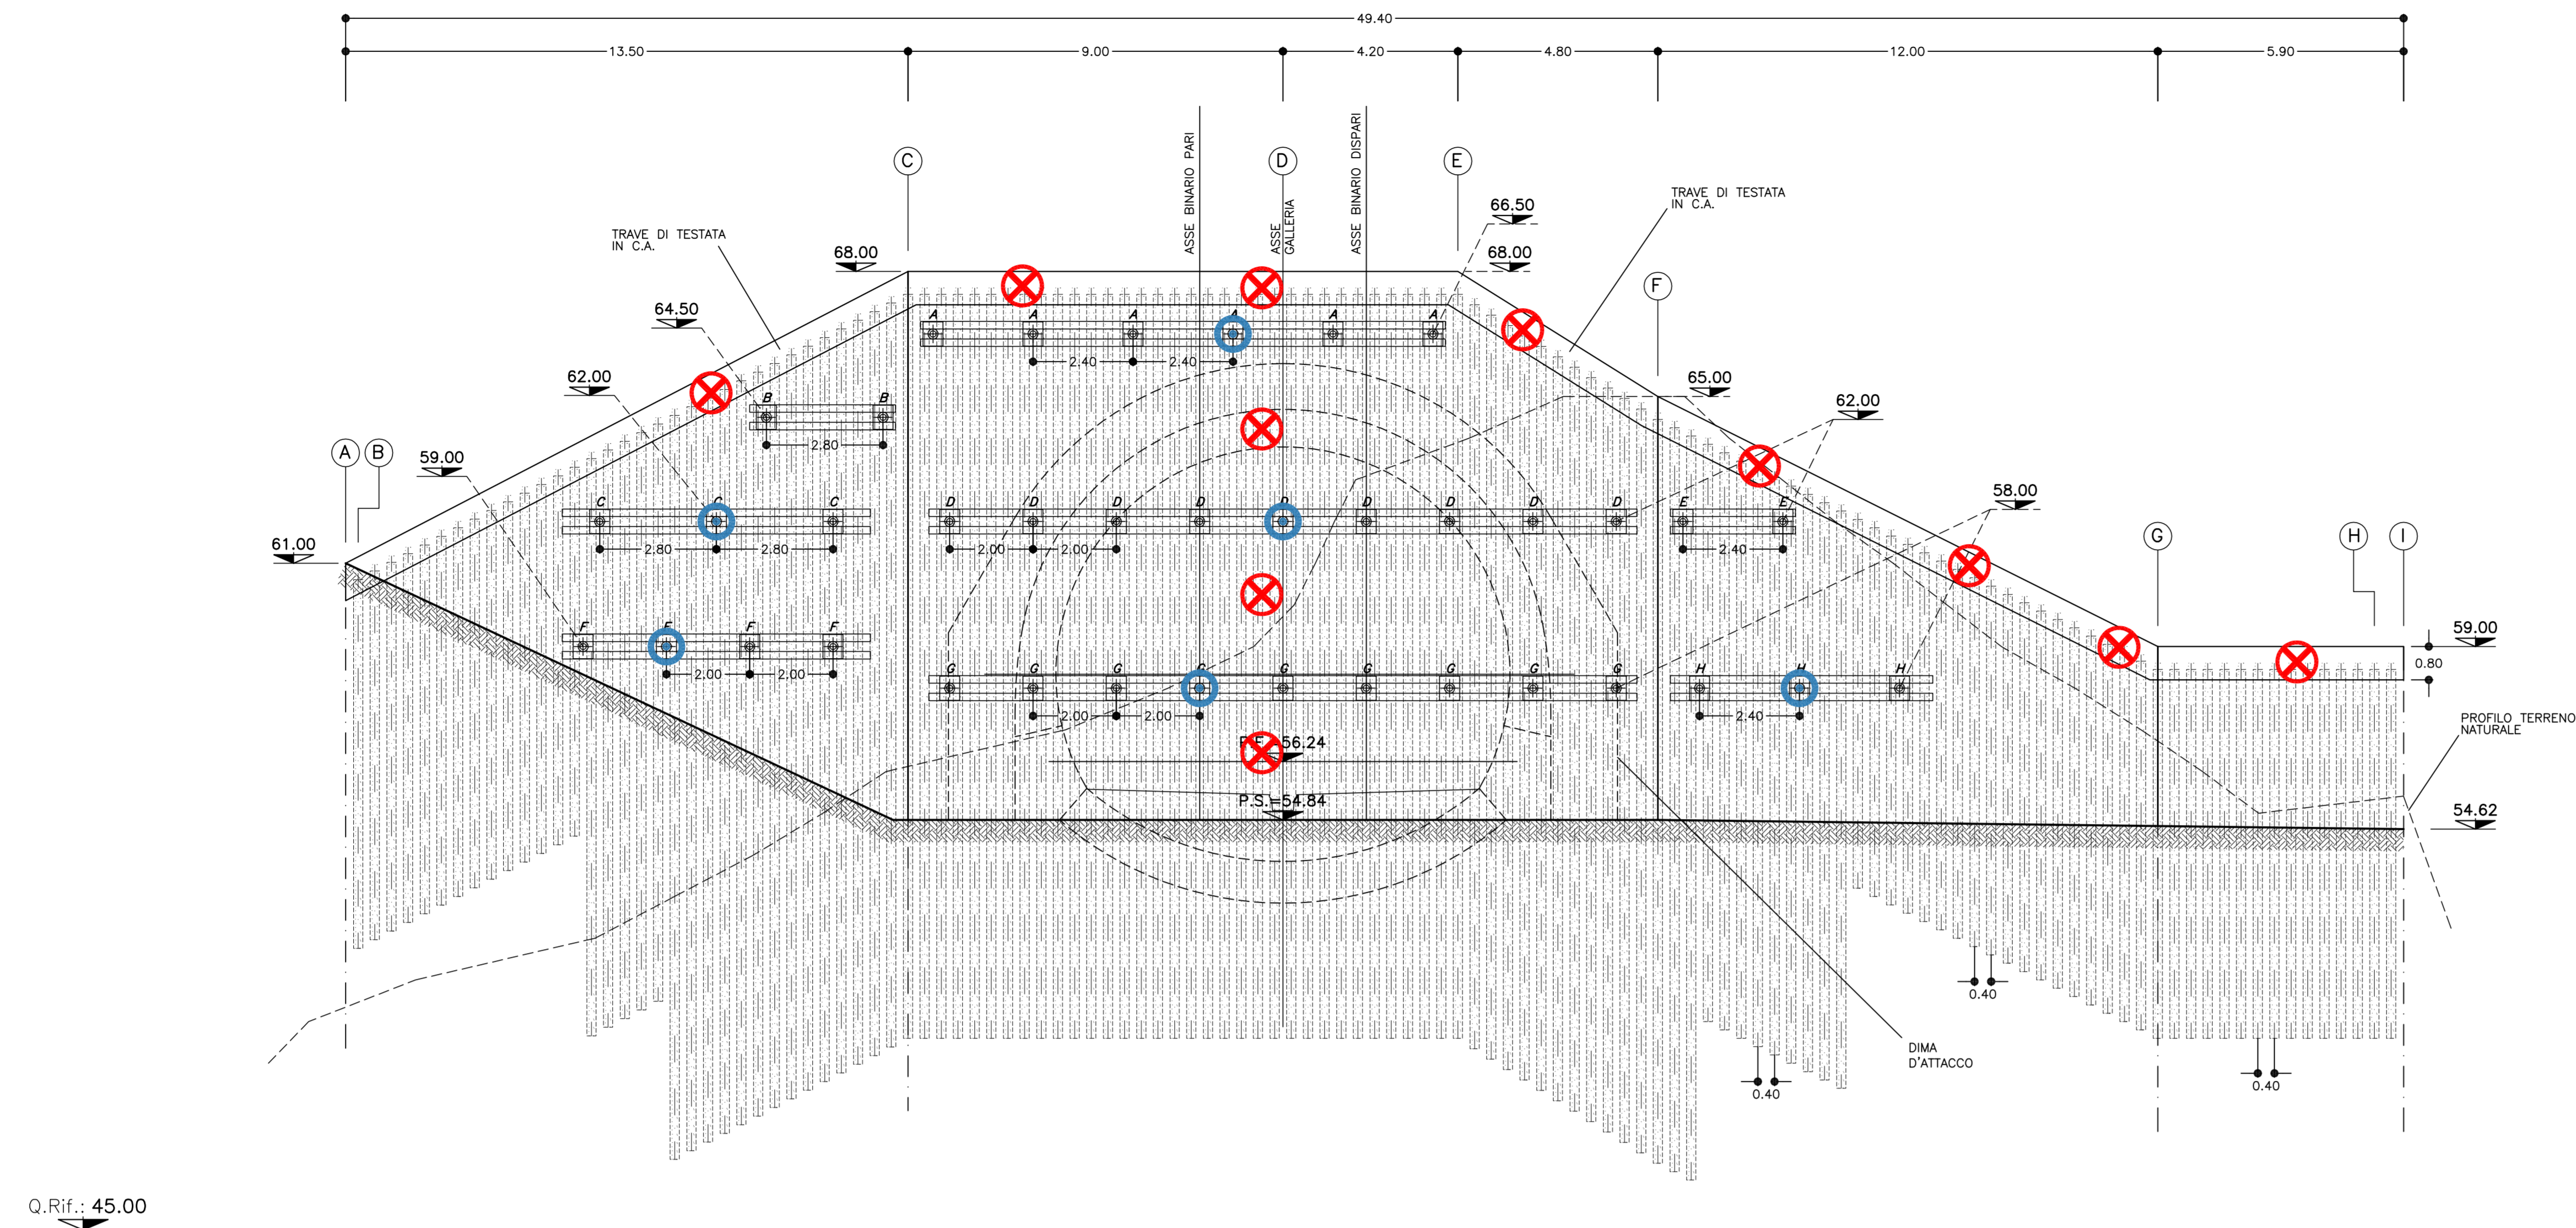 49.40
13.50
9.00
4.20
4.80
12.00
5.90
ASSE BINARIO PARI
ASSE
GALLERIA
ASSE BINARIO DISPARI
C
D
E
F
TRAVE DI TESTATA
IN C.A.
TRAVE DI TESTATA
IN C.A.
66.50
68.00
68.00
64.50
62.00
59.00
61.00
65.00
62.00
58.00
59.00
0.80
A
B
G
H
I
A A A A A A
2.40
2.40
B B
2.80
C C C
2.80
2.80
D D D D D D D D D
2.00
2.00
E E
2.40
F F F F
2.00
2.00
G G G G G G G G G
2.00
2.00
H H H
2.40
56.24
P.S.=54.84
PROFILO TERRENO
NATURALE
54.62
DIMA
D'ATTACCO
0.40
0.40
0.40
Q.Rif.: 45.00